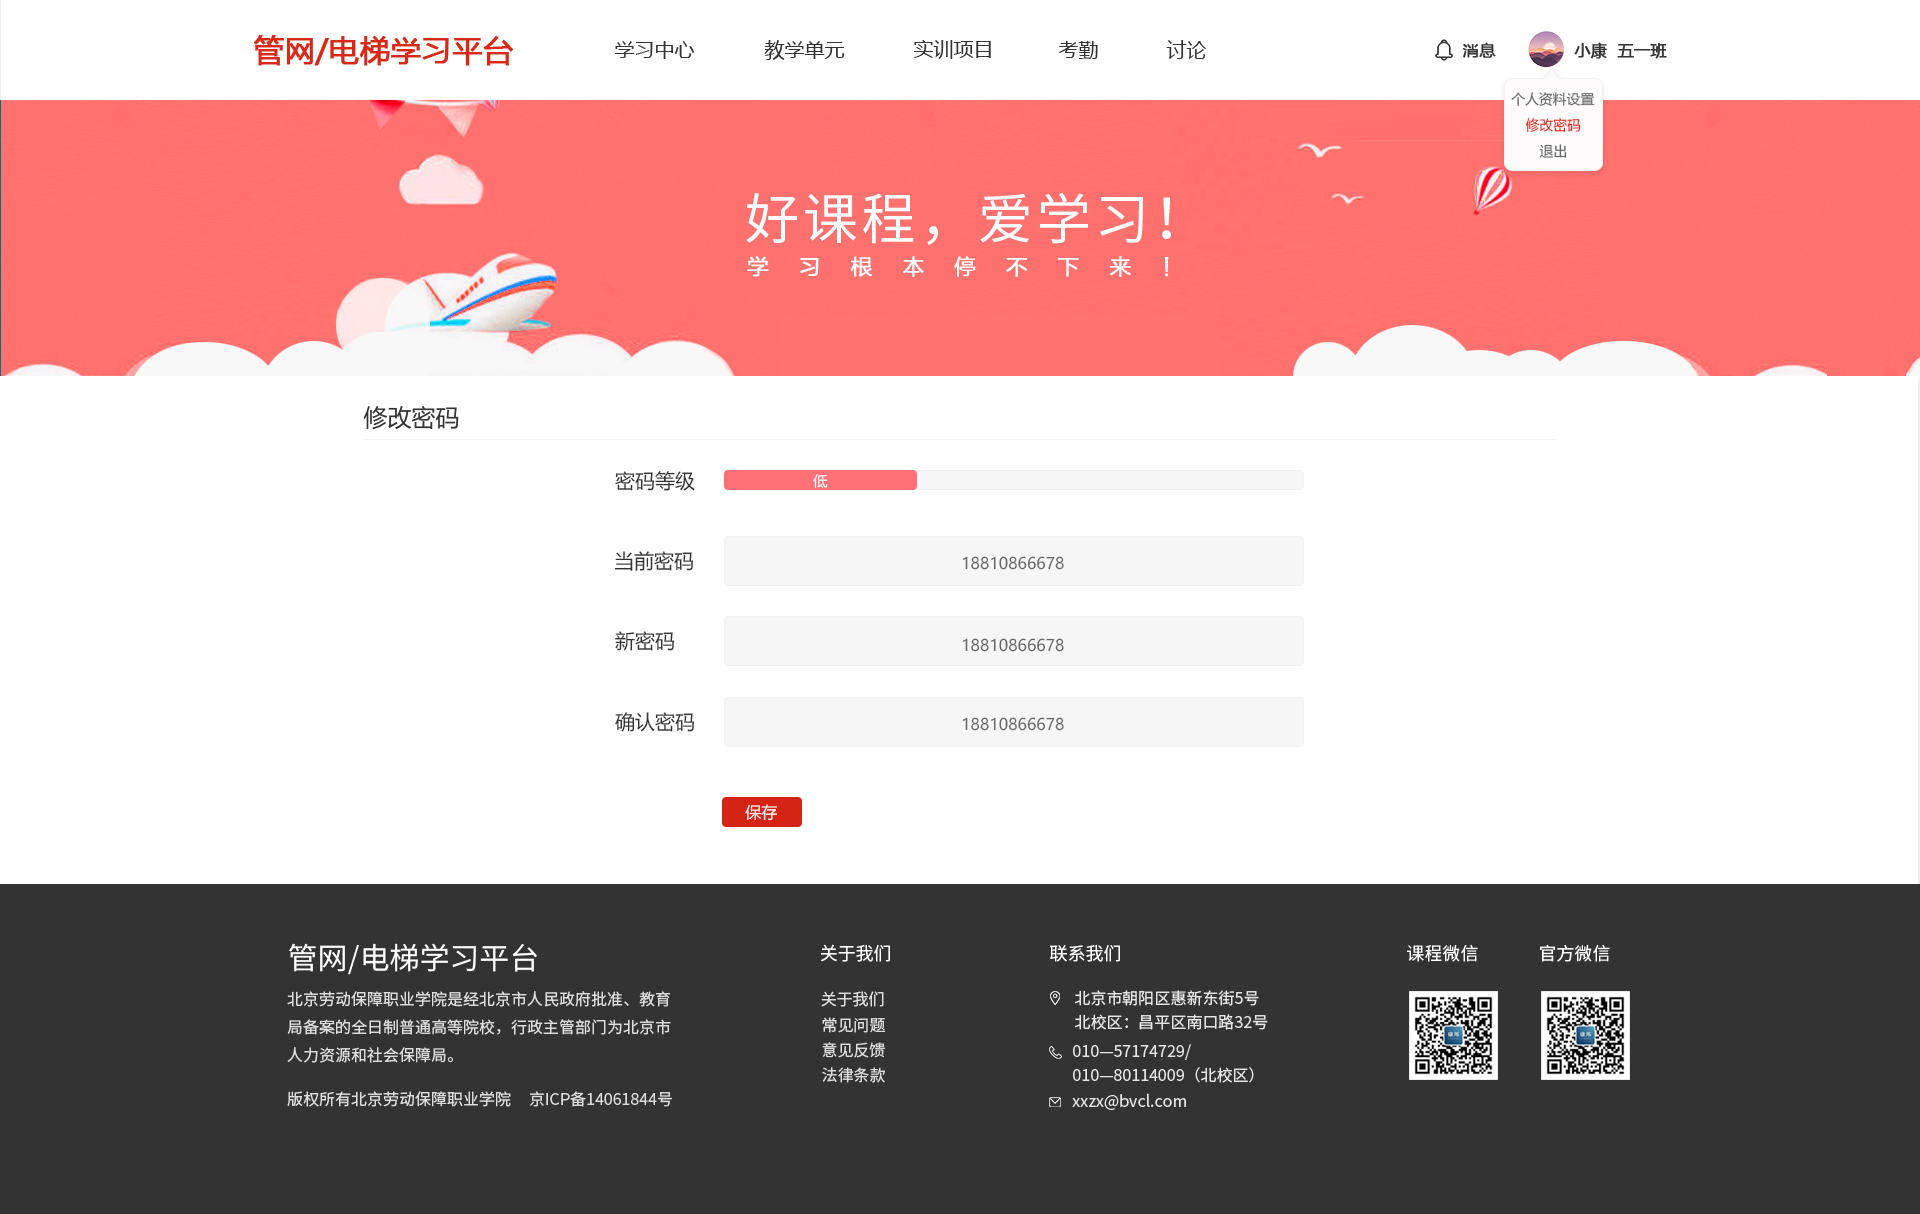 管网/电梯学习平台
学习中心
教学单元
实训项目
考勤
讨论
消息
小康 五一班
个人资料设置
修改密码
退出
好课程，爱学习！
学习根本停不下来！
修改密码
密码等级
低
当前密码
18810866678
新密码
18810866678
确认密码
18810866678
保存
管网/电梯学习平台
北京劳动保障职业学院是经北京市人民政府批准、教育
局备案的全日制普通高等院校，行政主管部门为北京市
人力资源和社会保障局。
版权所有北京劳动保障职业学院 京ICP备14061844号
关于我们
关于我们
常见问题
意见反馈
法律条款
联系我们
北京市朝阳区惠新东街5号
北校区：昌平区南口路32号
010—57174729/
010—80114009（北校区）
xxzx@bvcl.com
课程微信
官方微信